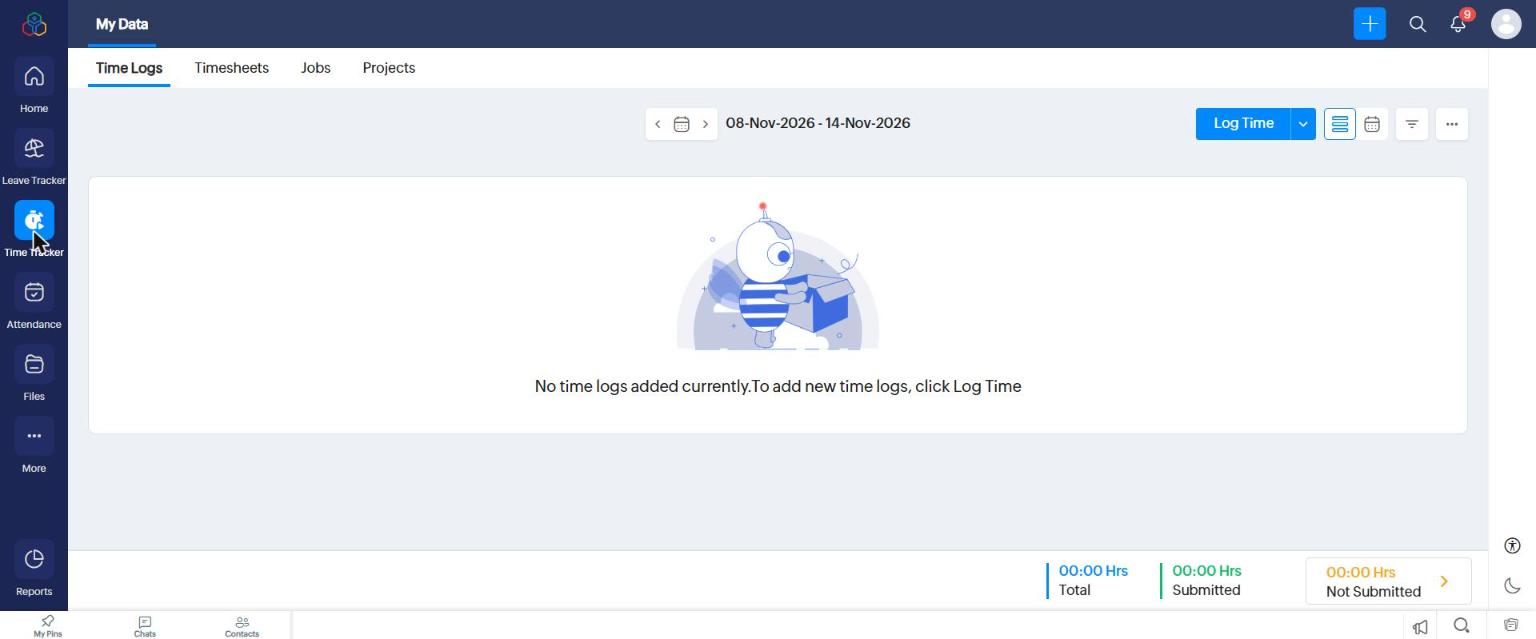 My Data
9
Time Logs
Timesheets
Jobs
Projects
Home
Leave Tracker
Time Tracker
Attendance
Files
More
Reports
08-Nov-2026 - 14-Nov-2026
Log Time
No time logs added currently.To add new time logs, click Log Time
00:00 Hrs
Total
00:00 Hrs
Submitted
00:00 Hrs
Not Submitted
My Pins
Chats
Contacts